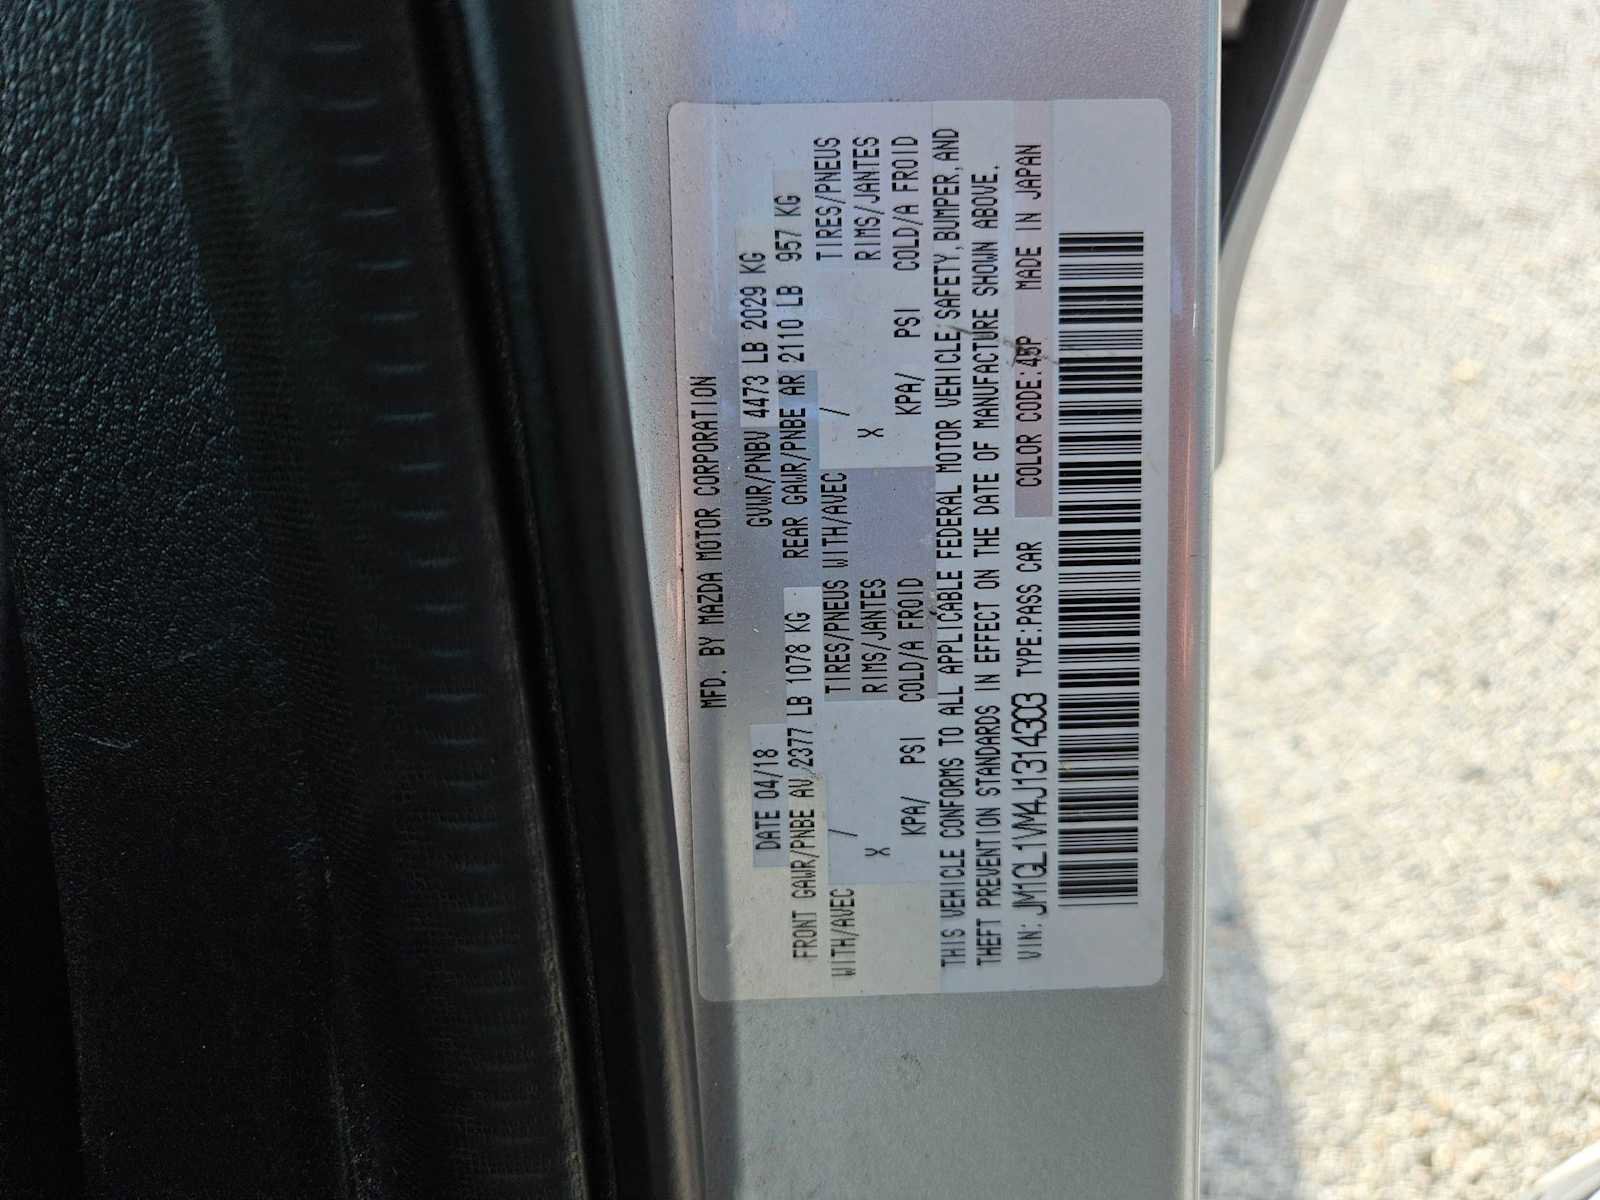 MFD. BY MAZDA MOTOR CORPORATION
DATE 04/18 GVWR/PNBV 4473 LB 2029 KG
FRONT GAWR/PNBE AV 2377 LB 1078 KG REAR GAWR/PNBE AR 2110 LB 957 KG
WITH/AVEC / TIRES/PNEUS WITH/AVEC / TIRES/PNEUS
X RIMS/JANTES X RIMS/JANTES
KPA/ PSI COLD/A FROID KPA/ PSI COLD/A FROID
THIS VEHICLE CONFORMS TO ALL APPLICABLE FEDERAL MOTOR VEHICLE SAFETY, BUMPER, AND
THEFT PREVENTION STANDARDS IN EFFECT ON THE DATE OF MANUFACTURE SHOWN ABOVE.
VIN: JM1GL1VM4J1314303 TYPE: PASS CAR COLOR CODE: 45P MADE IN JAPAN